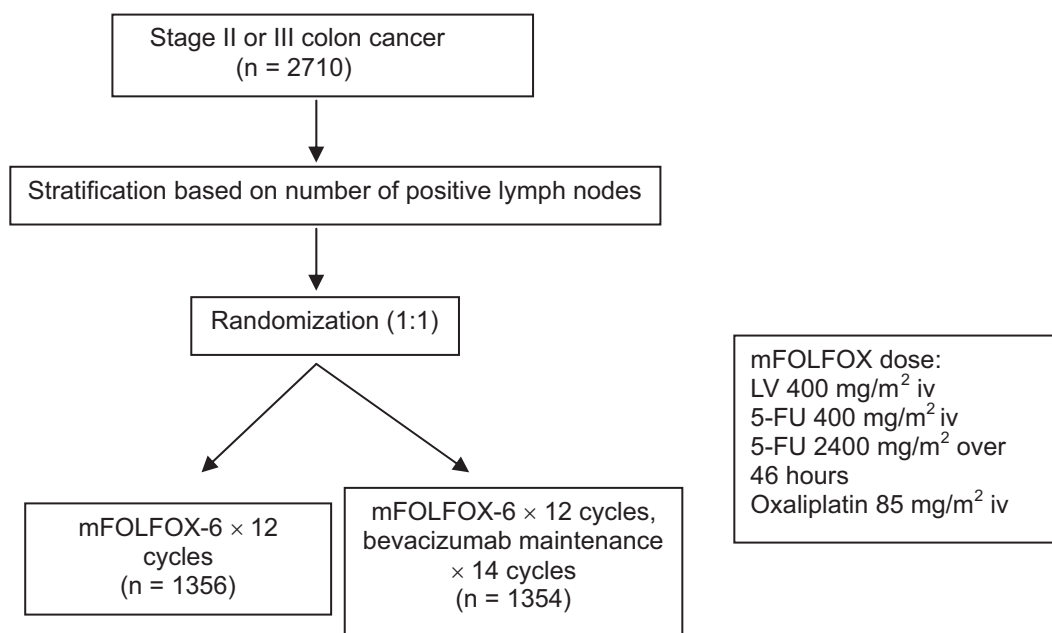 Stage II or III colon cancer
(n = 2710)
Stratification based on number of positive lymph nodes
Randomization (1:1)
mFOLFOX-6 × 12
cycles
(n = 1356)
mFOLFOX-6 × 12 cycles,
bevacizumab maintenance
× 14 cycles
(n = 1354)
mFOLFOX dose:
LV 400 mg/m² iv
5-FU 400 mg/m² iv
5-FU 2400 mg/m² over
46 hours
Oxaliplatin 85 mg/m² iv